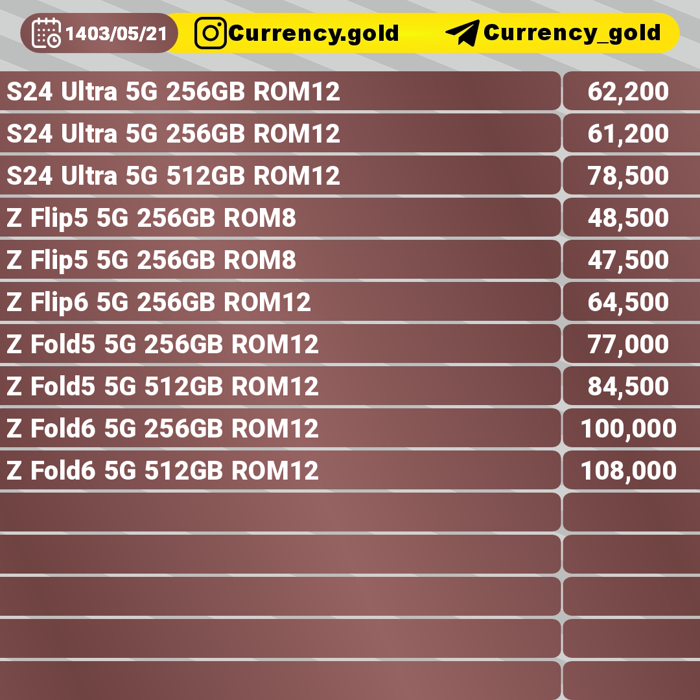 1403/05/21 Currency.gold Currency_gold
S24 Ultra 5G 256GB ROM12 62,200
S24 Ultra 5G 256GB ROM12 61,200
S24 Ultra 5G 512GB ROM12 78,500
Z Flip5 5G 256GB ROM8 48,500
Z Flip5 5G 256GB ROM8 47,500
Z Flip6 5G 256GB ROM12 64,500
Z Fold5 5G 256GB ROM12 77,000
Z Fold5 5G 512GB ROM12 84,500
Z Fold6 5G 256GB ROM12 100,000
Z Fold6 5G 512GB ROM12 108,000